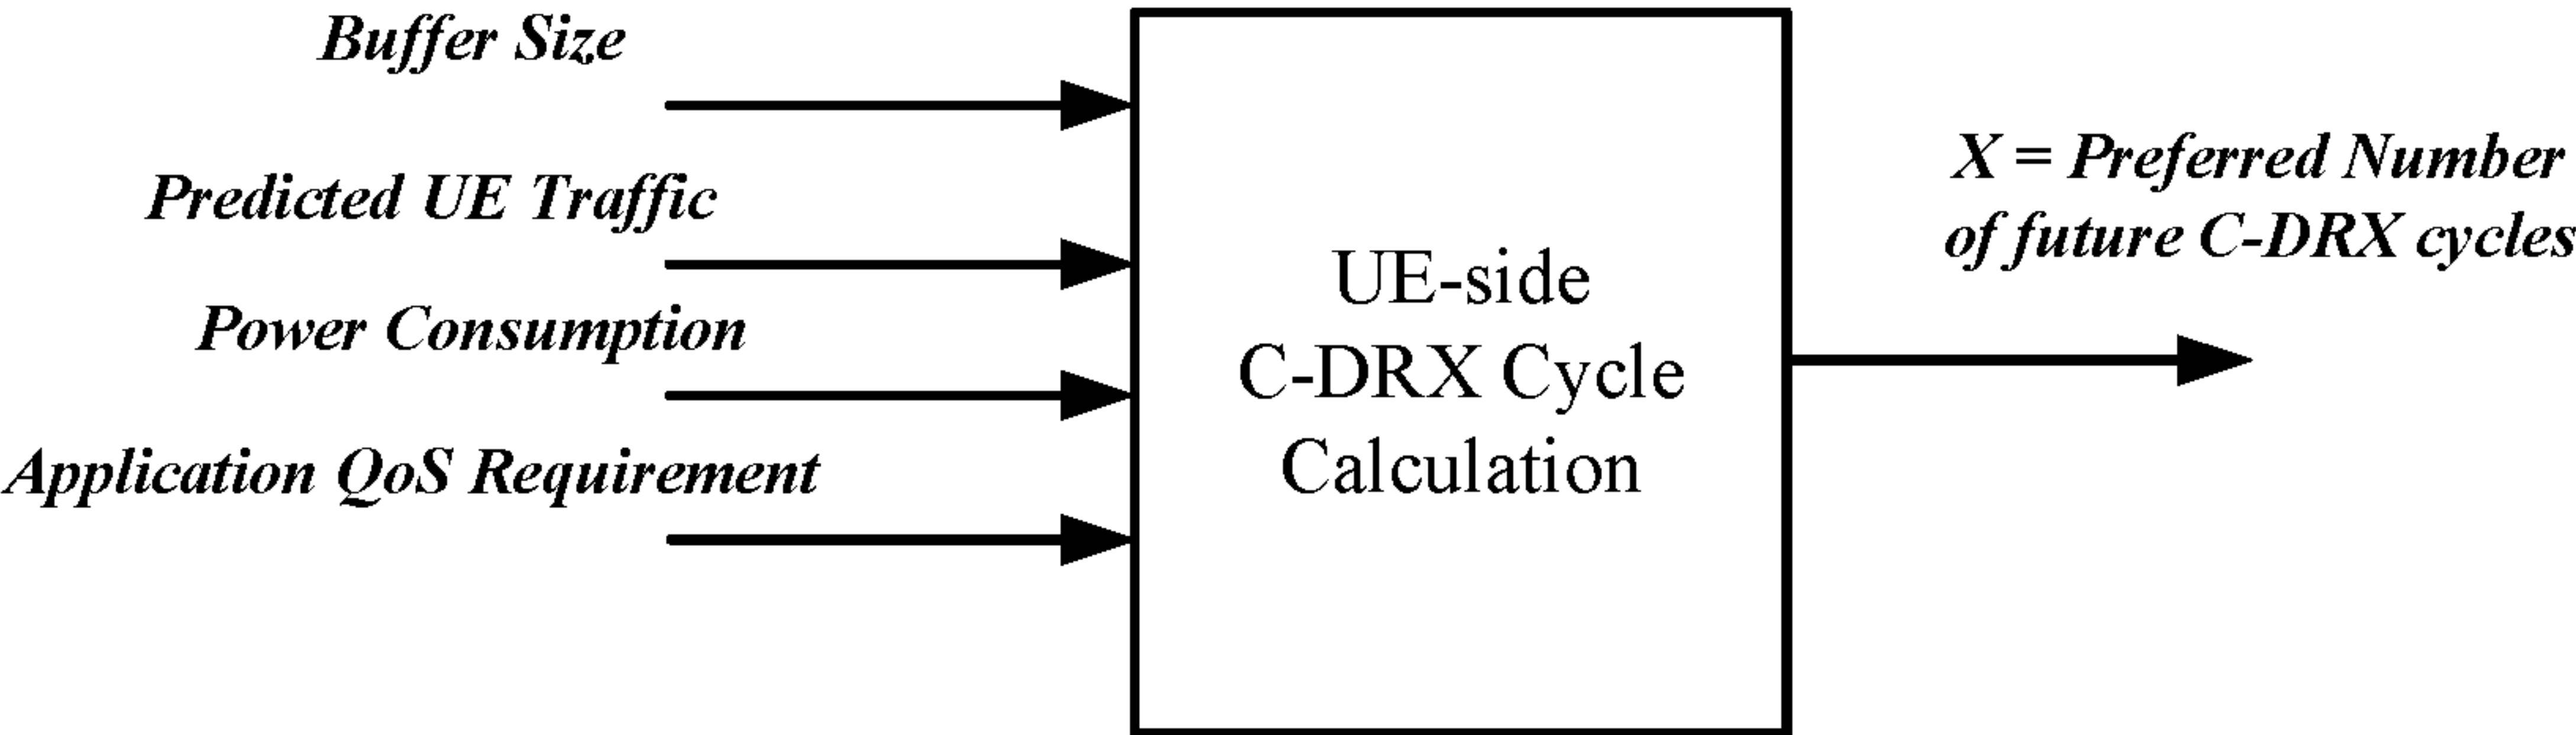 Buffer Size
Predicted UE Traffic
Power Consumption
Application QoS Requirement
UE-side
C-DRX Cycle
Calculation
X = Preferred Number
of future C-DRX cycles